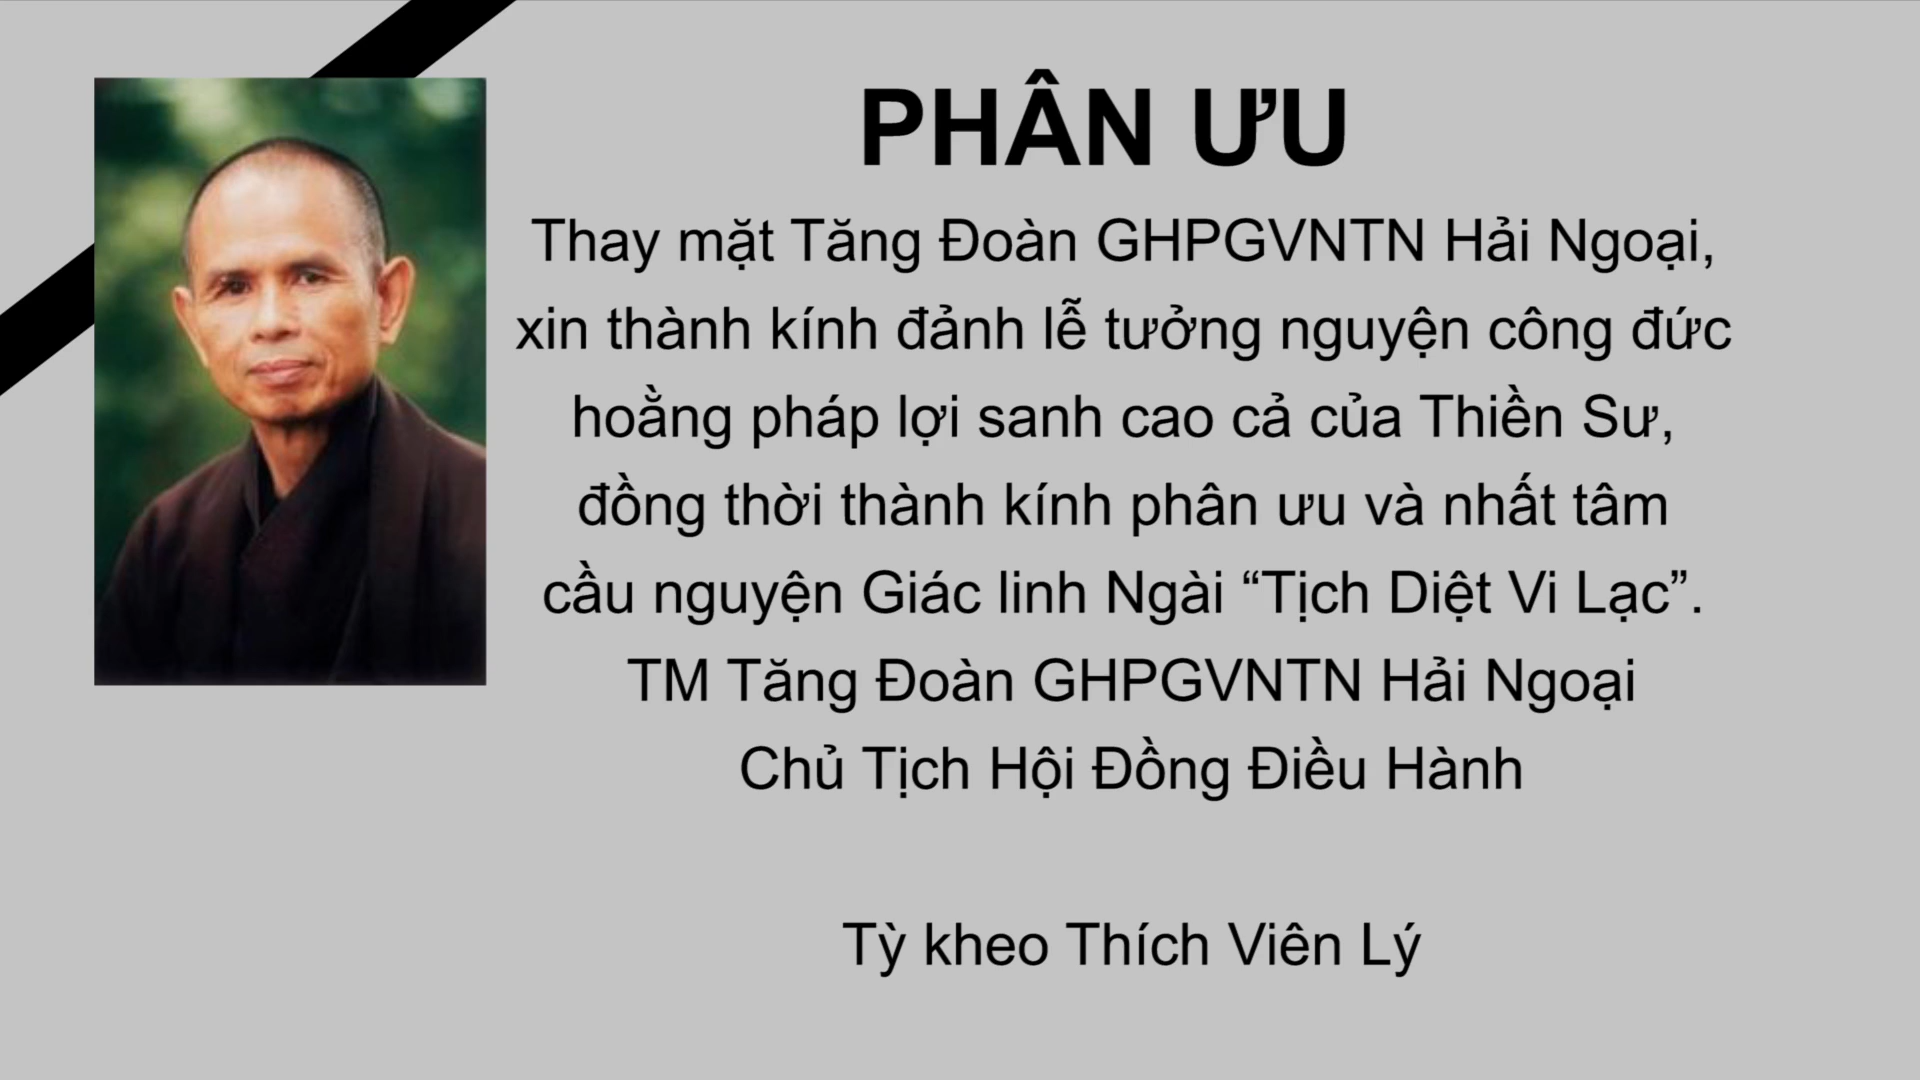 PHÂN ƯU
Thay mặt Tăng Đoàn GHPGVNTN Hải Ngoại,
xin thành kính đảnh lễ tưởng nguyện công đức
hoằng pháp lợi sanh cao cả của Thiền Sư,
đồng thời thành kính phân ưu và nhất tâm
cầu nguyện Giác linh Ngài “Tịch Diệt Vi Lạc”.
TM Tăng Đoàn GHPGVNTN Hải Ngoại
Chủ Tịch Hội Đồng Điều Hành
Tỳ kheo Thích Viên Lý